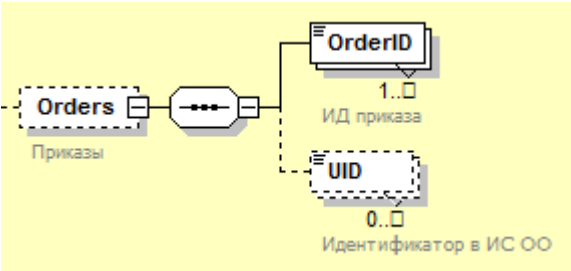 OrderID
1..□
ИД приказа
Orders
Приказы
UID
0..□
Идентификатор в ИС ОО